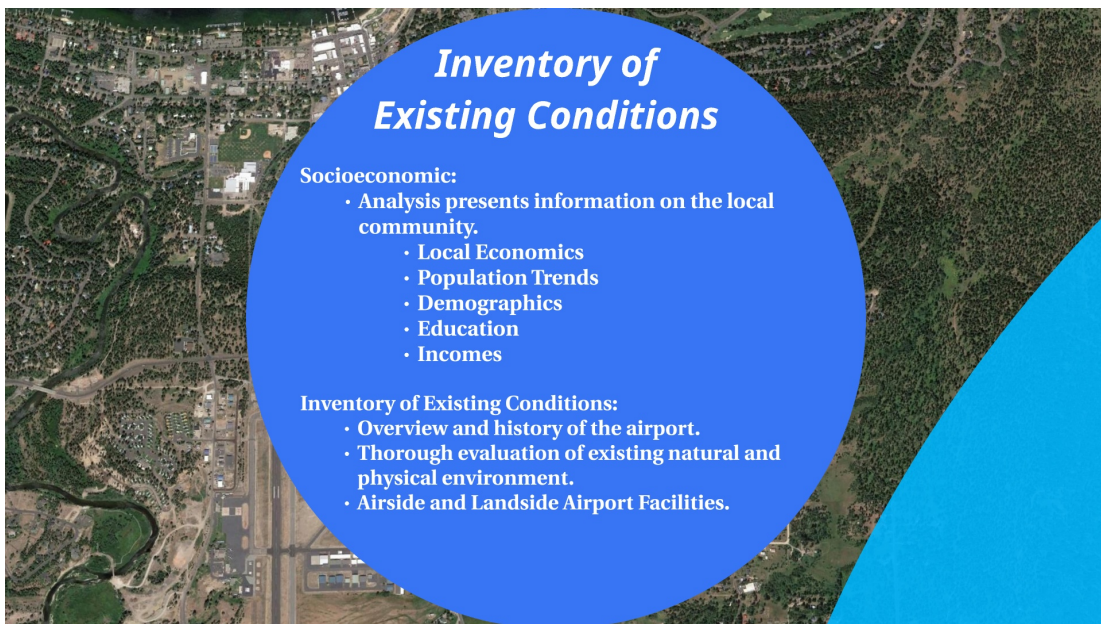 Inventory of
Existing Conditions
Socioeconomic:
• Analysis presents information on the local
community.
• Local Economics
• Population Trends
• Demographics
• Education
• Incomes
Inventory of Existing Conditions:
• Overview and history of the airport.
• Thorough evaluation of existing natural and
physical environment.
• Airside and Landside Airport Facilities.